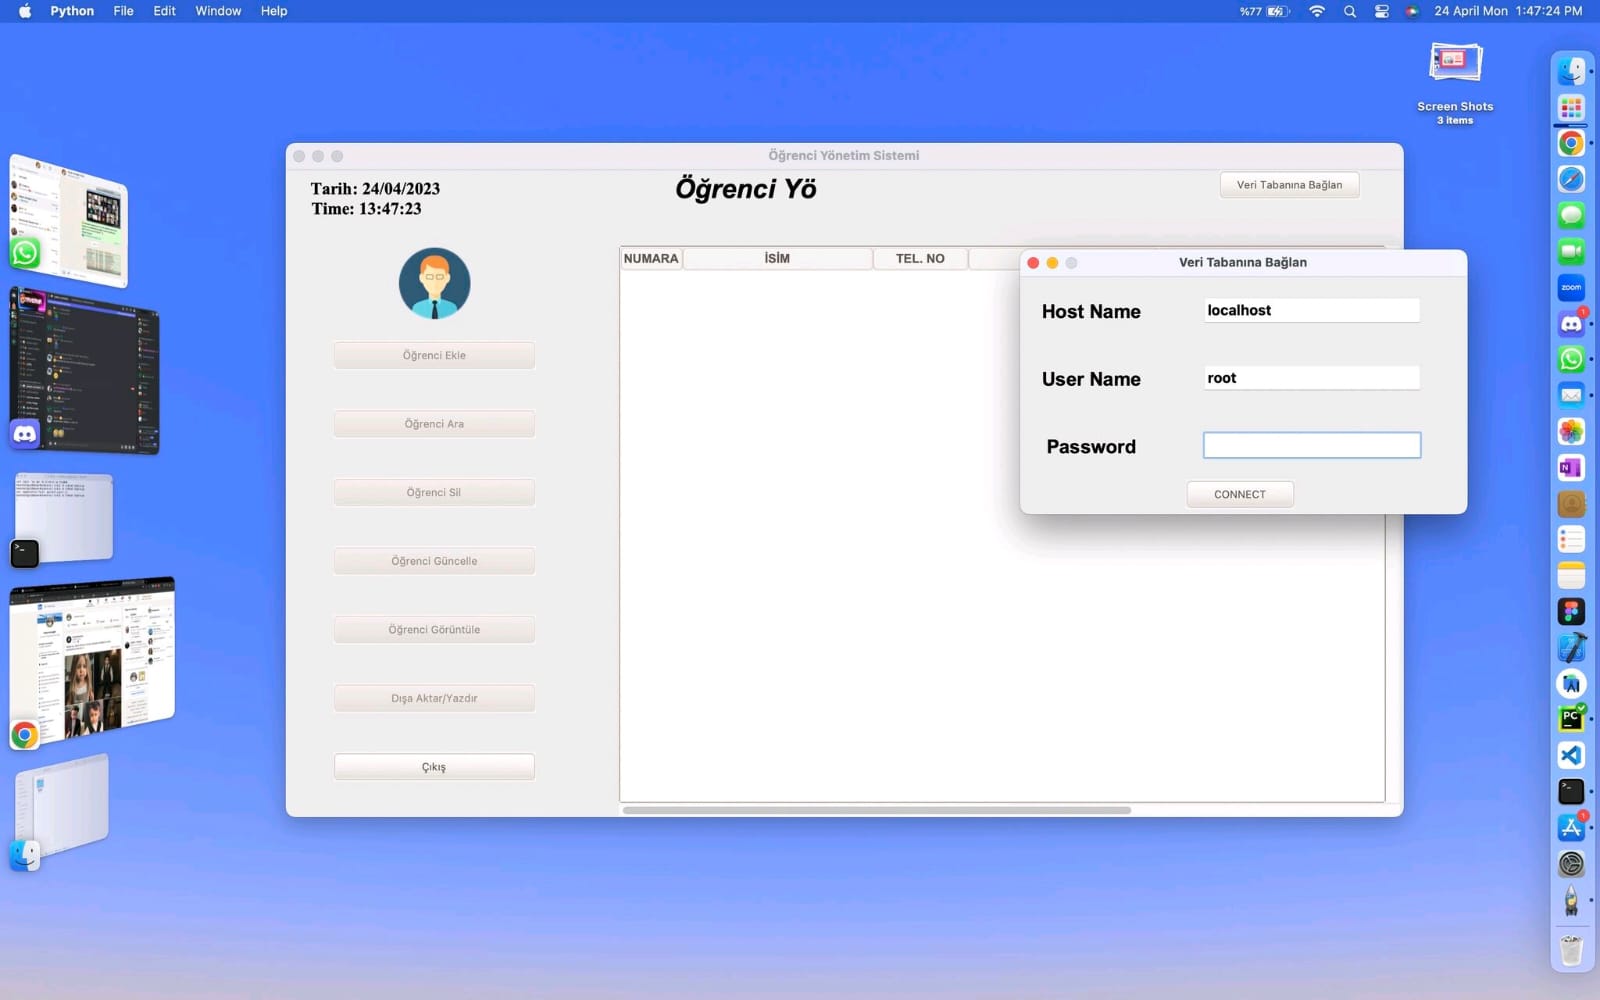 Python File Edit Window Help
%77
24 April Mon 1:47:24 PM
Screen Shots
3 items
Öğrenci Yönetim Sistemi
Tarih: 24/04/2023
Time: 13:47:23
Öğrenci Yö
Veri Tabanına Bağlan
Öğrenci Ekle
Öğrenci Ara
Öğrenci Sil
Öğrenci Güncelle
Öğrenci Görüntüle
Dışa Aktar/Yazdır
Çıkış
NUMARA İSİM TEL. NO
Veri Tabanına Bağlan
Host Name localhost
User Name root
Password
CONNECT
zoom
1
N
PC
1